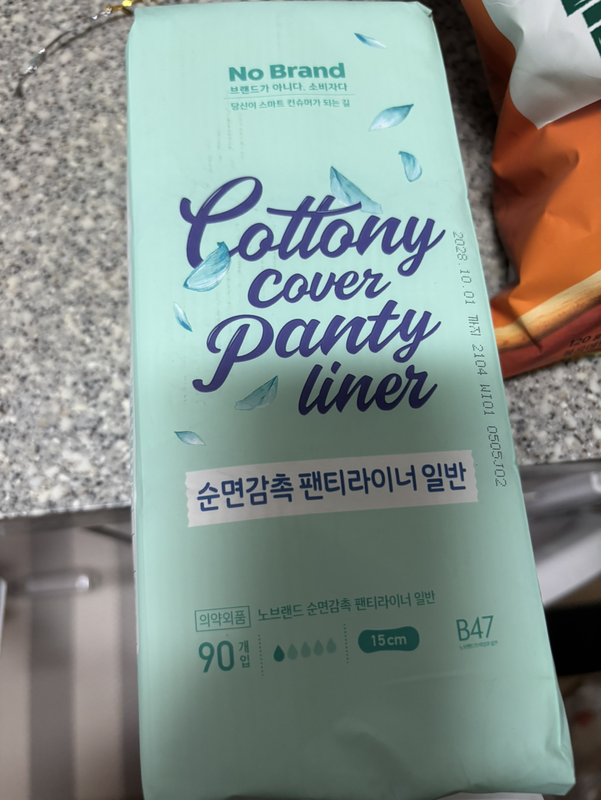 No Brand
브랜드가 아니다. 소비자다
당신이 스마트 컨슈머가 되는 길
Cottony
cover
Panty
liner
2028.10.01 까지 2104 WI01 0505J02
순면감촉 팬티라이너 일반
의약외품
노브랜드 순면감촉 팬티라이너 일반
90개입
15cm
B47
120